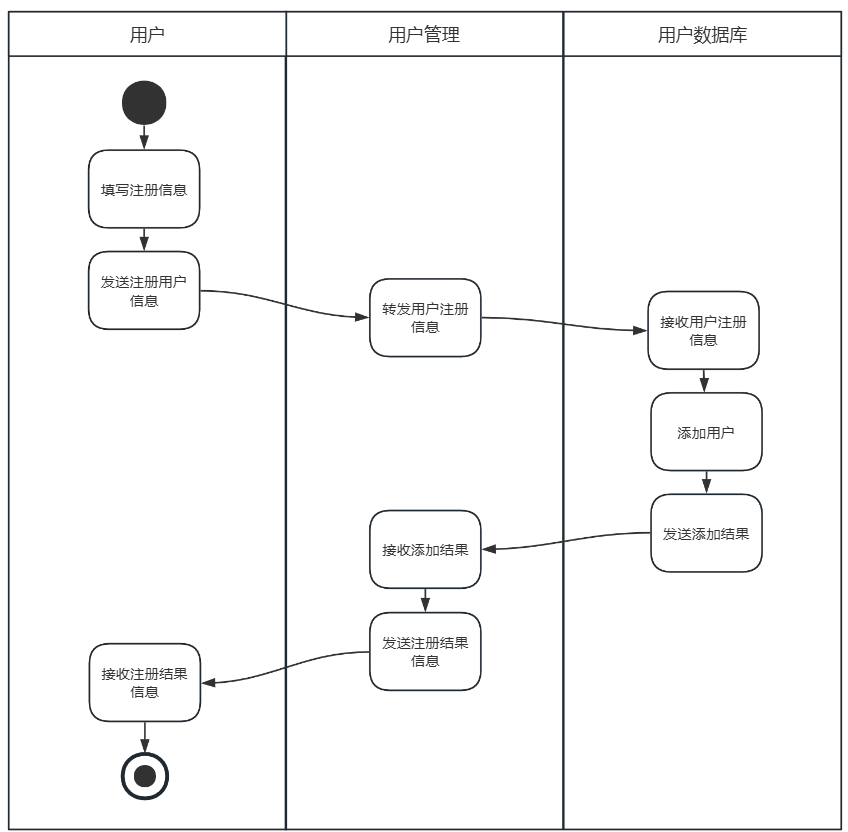 用户
用户管理
用户数据库
填写注册信息
发送注册用户
信息
转发用户注册
信息
接收用户注册
信息
添加用户
发送添加结果
接收添加结果
发送注册结果
信息
接收注册结果
信息